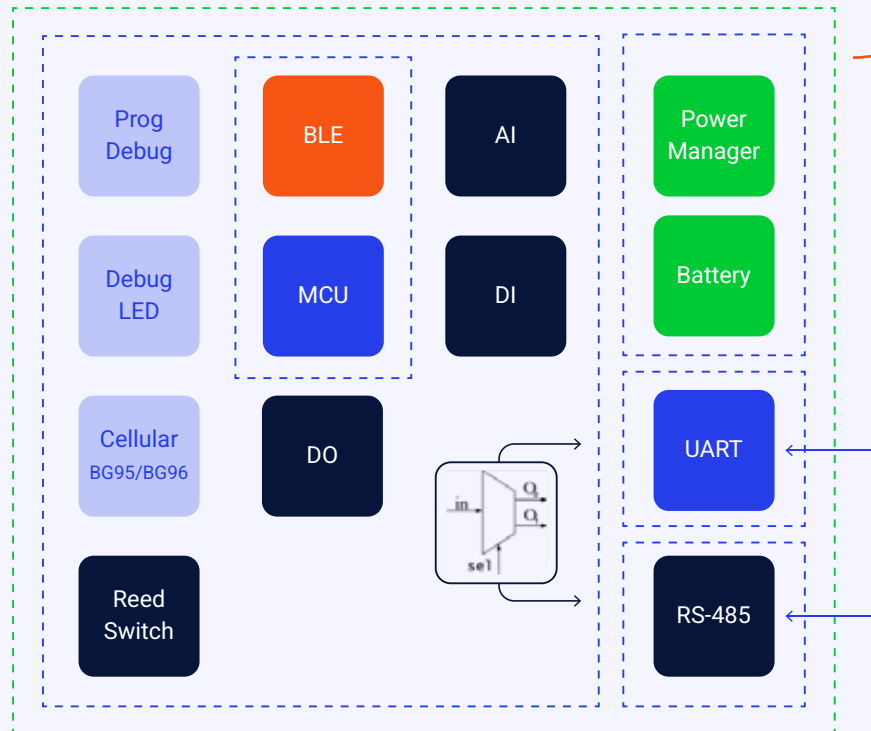 Prog
Debug
BLE
AI
Power
Manager
Debug
LED
MCU
DI
Battery
Cellular
BG95/BG96
DO
UART
in
Q
Q
sel
Reed
Switch
RS-485